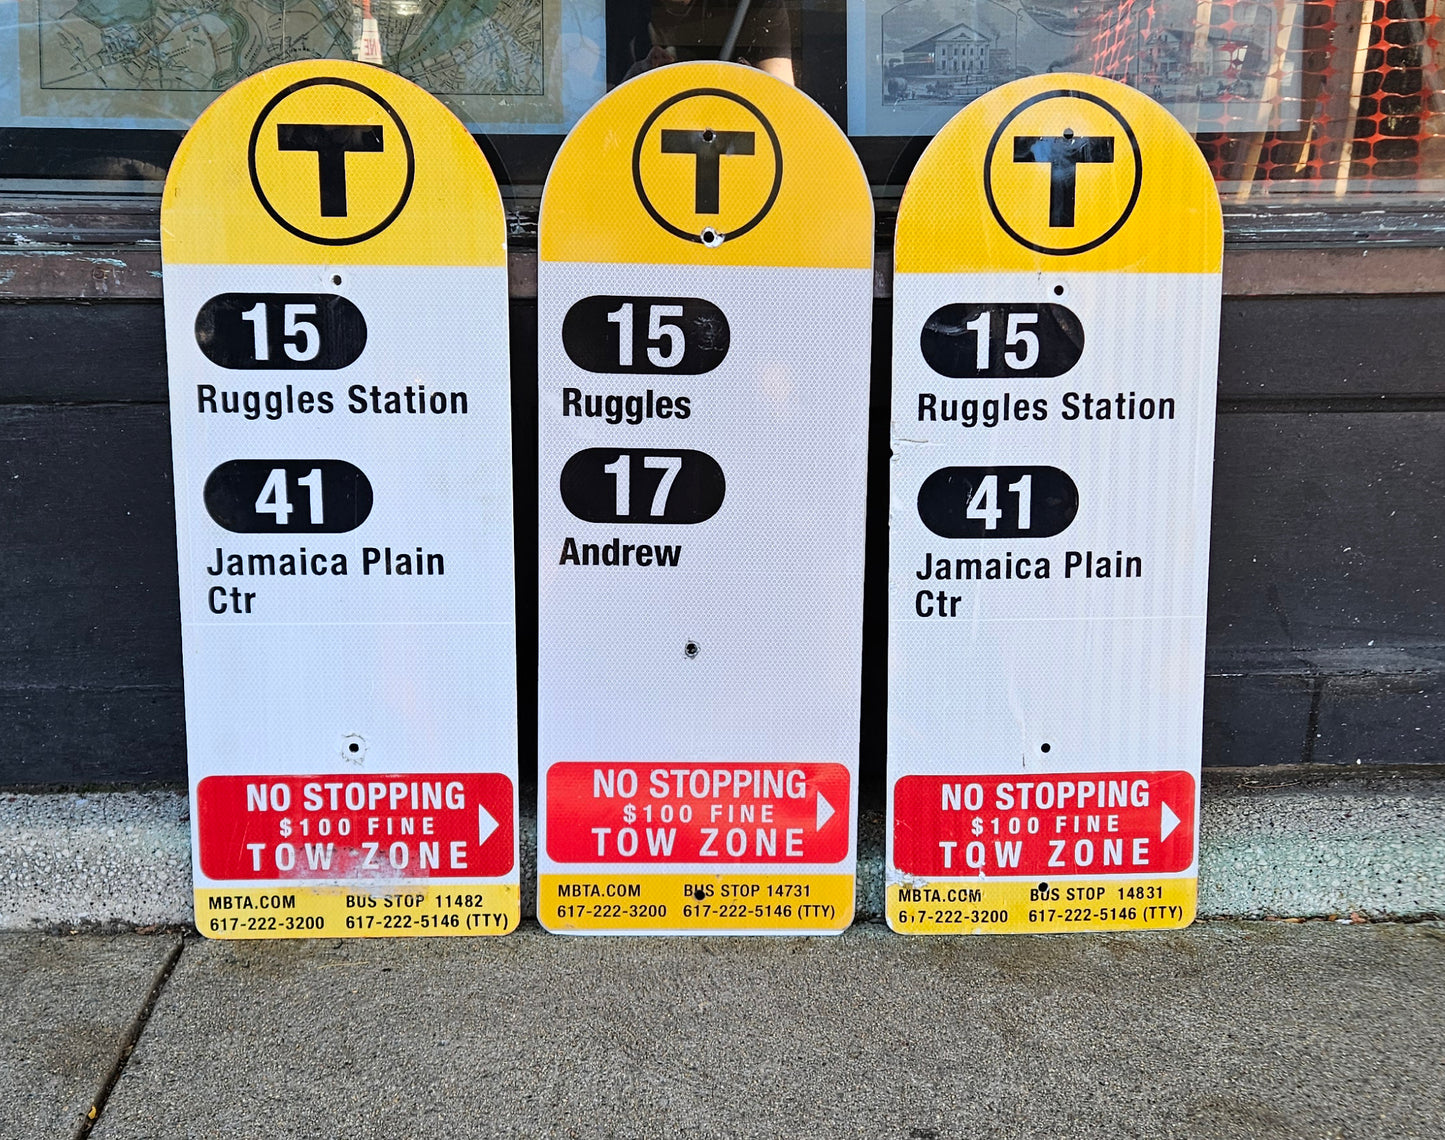 T
15
Ruggles Station
41
Jamaica Plain
Ctr
NO STOPPING
$100 FINE
TOW ZONE
MBTA.COM BUS STOP 11482
617-222-3200 617-222-5146 (TTY)
T
15
Ruggles
17
Andrew
NO STOPPING
$100 FINE
TOW ZONE
MBTA.COM BUS STOP 14731
617-222-3200 617-222-5146 (TTY)
T
15
Ruggles Station
41
Jamaica Plain
Ctr
NO STOPPING
$100 FINE
TOW ZONE
MBTA.COM BUS STOP 14831
617-222-3200 617-222-5146 (TTY)